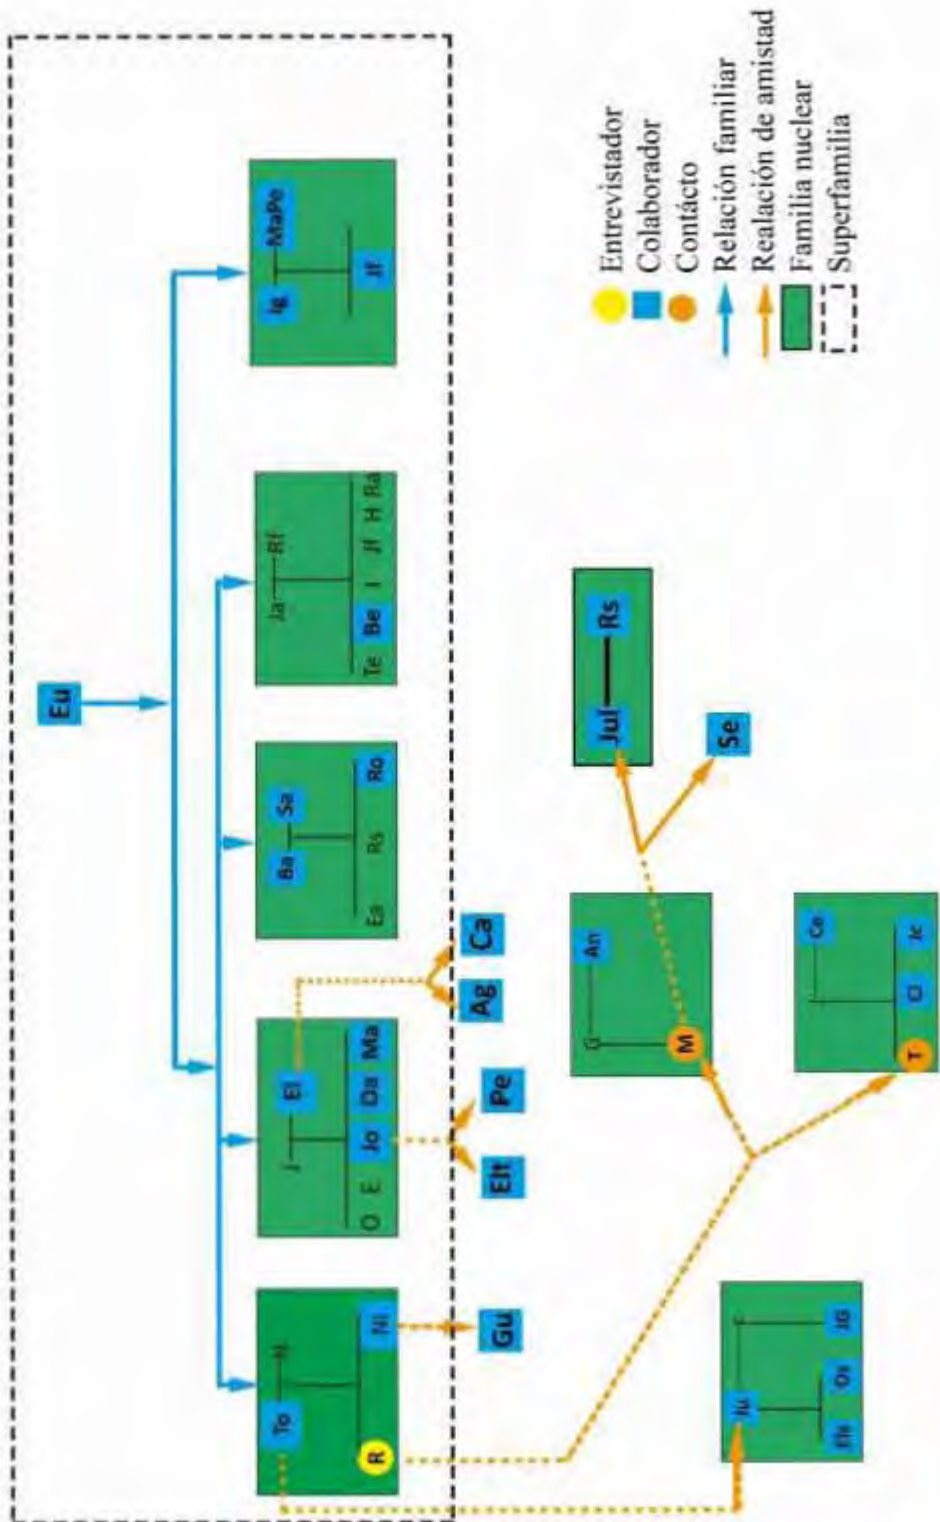 Eu
To N
R Ni
J El
O E Jo Da Ma
Ba Sa
Ea Rs Ro
Ja Rf
Te Be I Jf H Ra
Ig MaPe
Jf
Gu
Elt Pe
Ag Ca
G An
M
Jul Rs
Se
Ce
T Cl Jc
Ju
Os JG
Entrevistador
Colaborador
Contácto
Relación familiar
Realación de amistad
Familia nuclear
Superfamilia